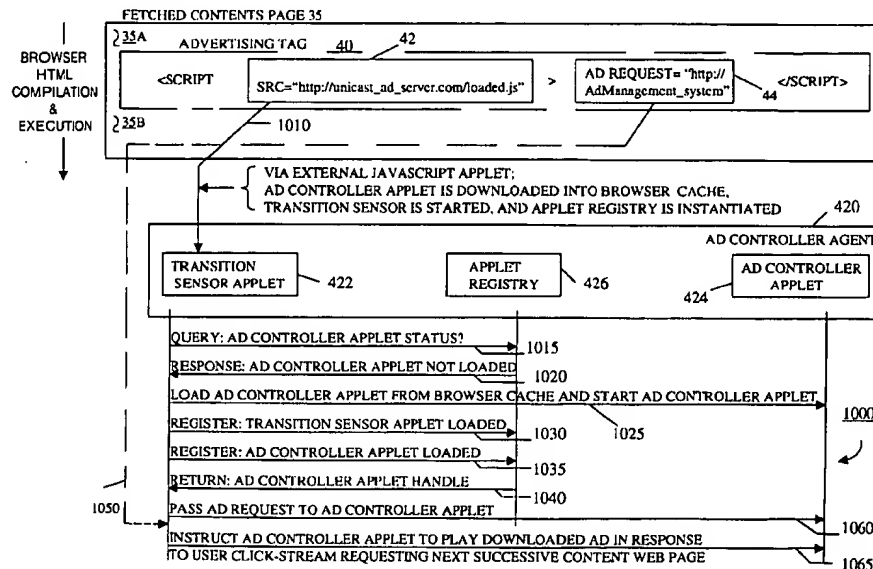 FETCHED CONTENTS PAGE 35
35A
ADVERTISING TAG 40
42
BROWSER
HTML
COMPILATION
&
EXECUTION
<SCRIPT
SRC="http://unicast_ad_server.com/loaded.js"
>
AD REQUEST= "http://
AdManagement_system"
</SCRIPT>
44
35B
1010
VIA EXTERNAL JAVASCRIPT APPLET;
AD CONTROLLER APPLET IS DOWNLOADED INTO BROWSER CACHE,
TRANSITION SENSOR IS STARTED, AND APPLET REGISTRY IS INSTANTIATED
420
AD CONTROLLER AGENT
TRANSITION
SENSOR APPLET
422
APPLET
REGISTRY
426
AD CONTROLLER
APPLET
424
QUERY: AD CONTROLLER APPLET STATUS?
1015
RESPONSE: AD CONTROLLER APPLET NOT LOADED
1020
LOAD AD CONTROLLER APPLET FROM BROWSER CACHE AND START AD CONTROLLER APPLET
1025
1000
REGISTER: TRANSITION SENSOR APPLET LOADED
1030
REGISTER: AD CONTROLLER APPLET LOADED
1035
RETURN: AD CONTROLLER APPLET HANDLE
1040
1050
PASS AD REQUEST TO AD CONTROLLER APPLET
1060
INSTRUCT AD CONTROLLER APPLET TO PLAY DOWNLOADED AD IN RESPONSE
TO USER CLICK-STREAM REQUESTING NEXT SUCCESSIVE CONTENT WEB PAGE
1065